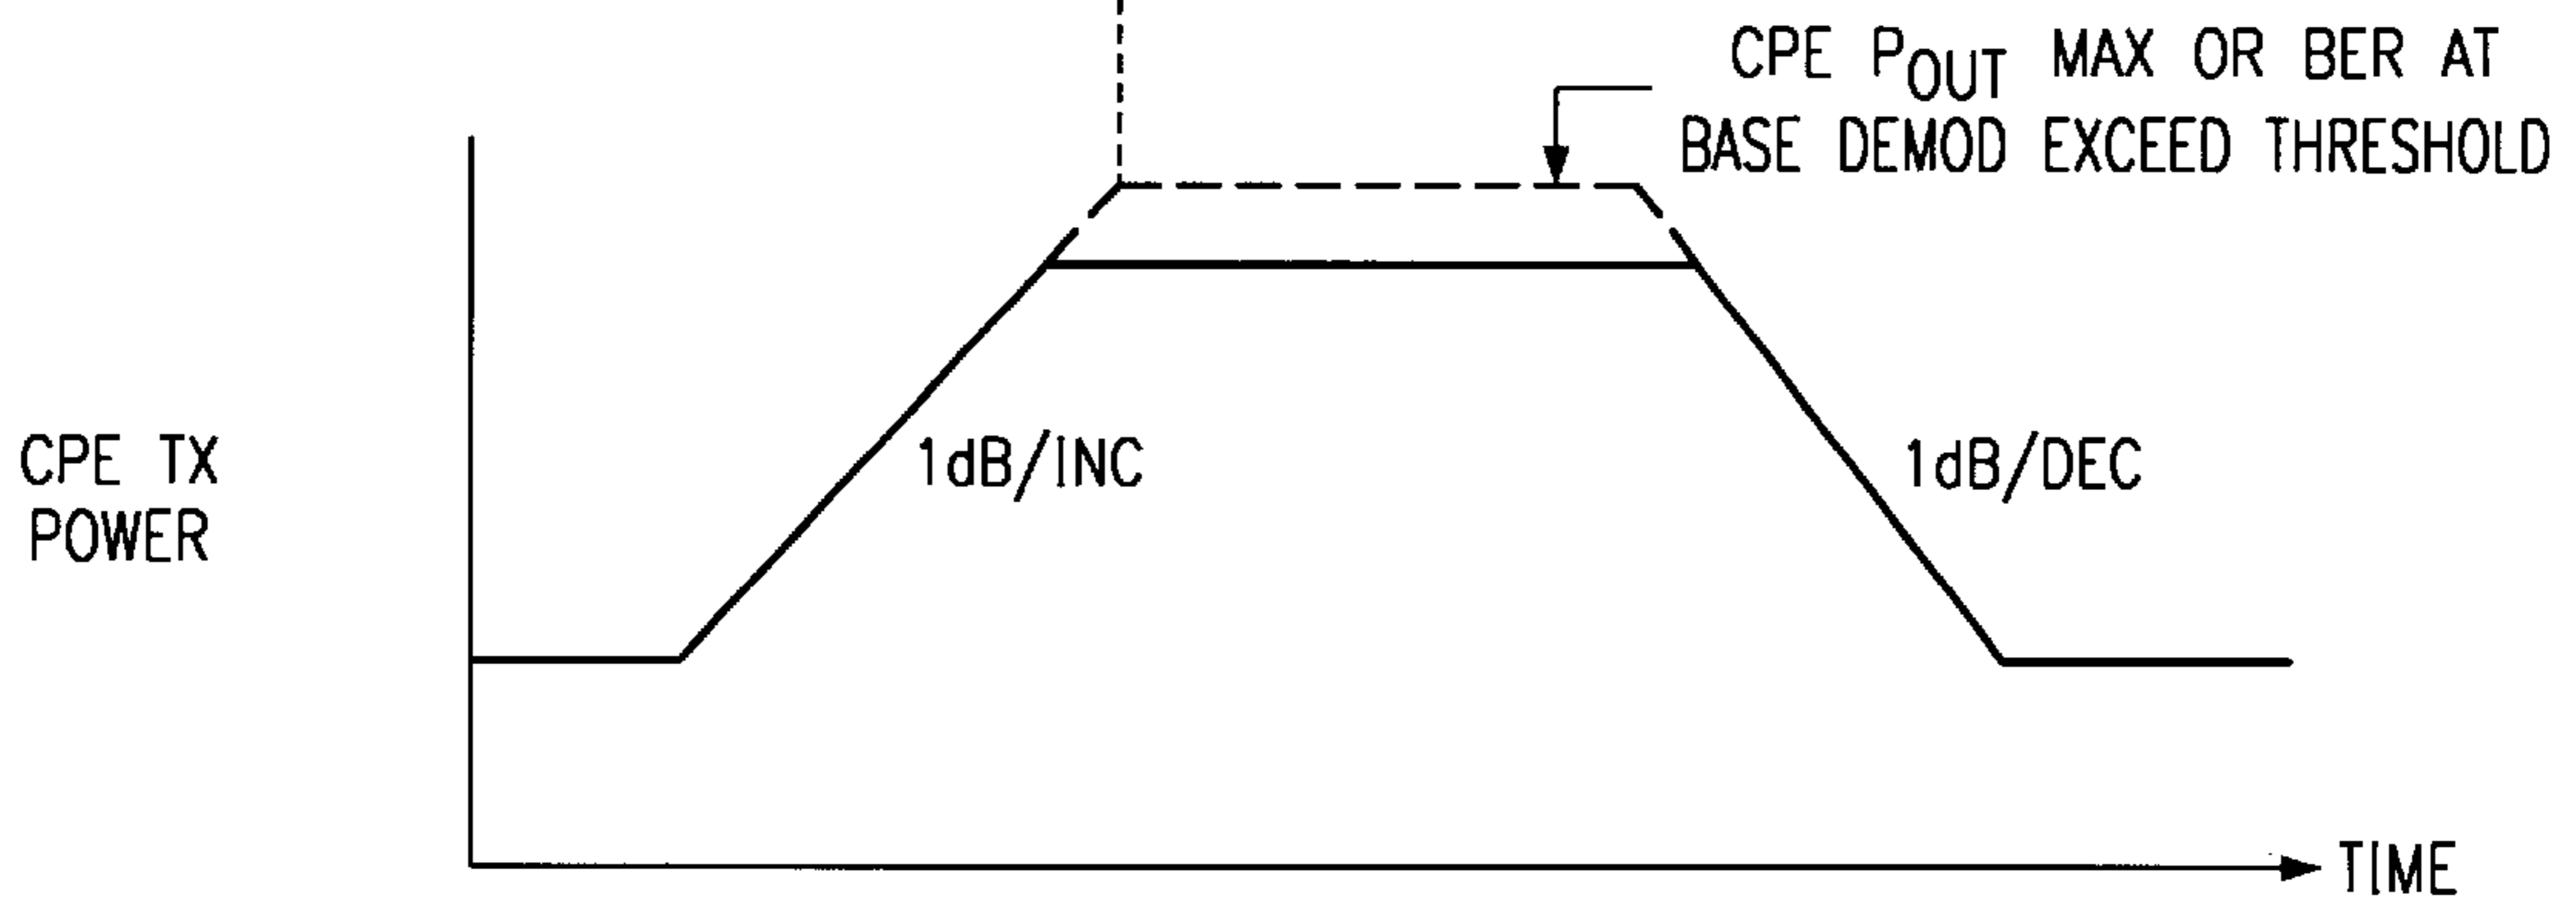 CPE POUT MAX OR BER AT
BASE DEMOD EXCEED THRESHOLD
CPE TX
POWER
1dB/INC
1dB/DEC
TIME